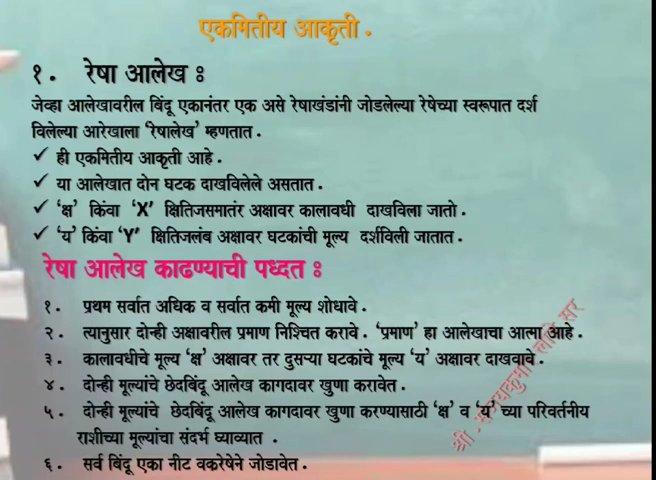 एकमितीय आकृती .
१. रेषा आलेख :
जेव्हा आलेखावरील बिंदू एकानंतर एक असे रेषाखंडांनी जोडलेल्या रेषेच्या स्वरूपात दर्श
विलेल्या आरेखाला 'रेषालेख' म्हणतात .
✓ ही एकमितीय आकृती आहे .
✓ या आलेखात दोन घटक दाखविलेले असतात .
✓ 'क्ष' किंवा 'X' क्षितिजसमातंर अक्षावर कालावधी दाखविला जातो .
✓ 'य' किंवा 'Y' क्षितिजलंब अक्षावर घटकांची मूल्य दर्शविली जातात .
रेषा आलेख काढण्याची पध्दत :
१. प्रथम सर्वात अधिक व सर्वात कमी मूल्य शोधावे .
२. त्यानुसार दोन्ही अक्षावरील प्रमाण निश्चित करावे . 'प्रमाण' हा आलेखाचा आत्मा आहे .
३. कालावधीचे मूल्य 'क्ष' अक्षावर तर दुसऱ्या घटकांचे मूल्य 'य' अक्षावर दाखवावे .
४. दोन्ही मूल्यांचे छेदबिंदू आलेख कागदावर खुणा करावेत .
५. दोन्ही मूल्यांचे छेदबिंदू आलेख कागदावर खुणा करण्यासाठी 'क्ष' व 'य' च्या परिवर्तनीय
राशीच्या मूल्यांचा संदर्भ घ्याव्यात .
६. सर्व बिंदू एका नीट वक्ररेषेने जोडावेत .
श्री . सर